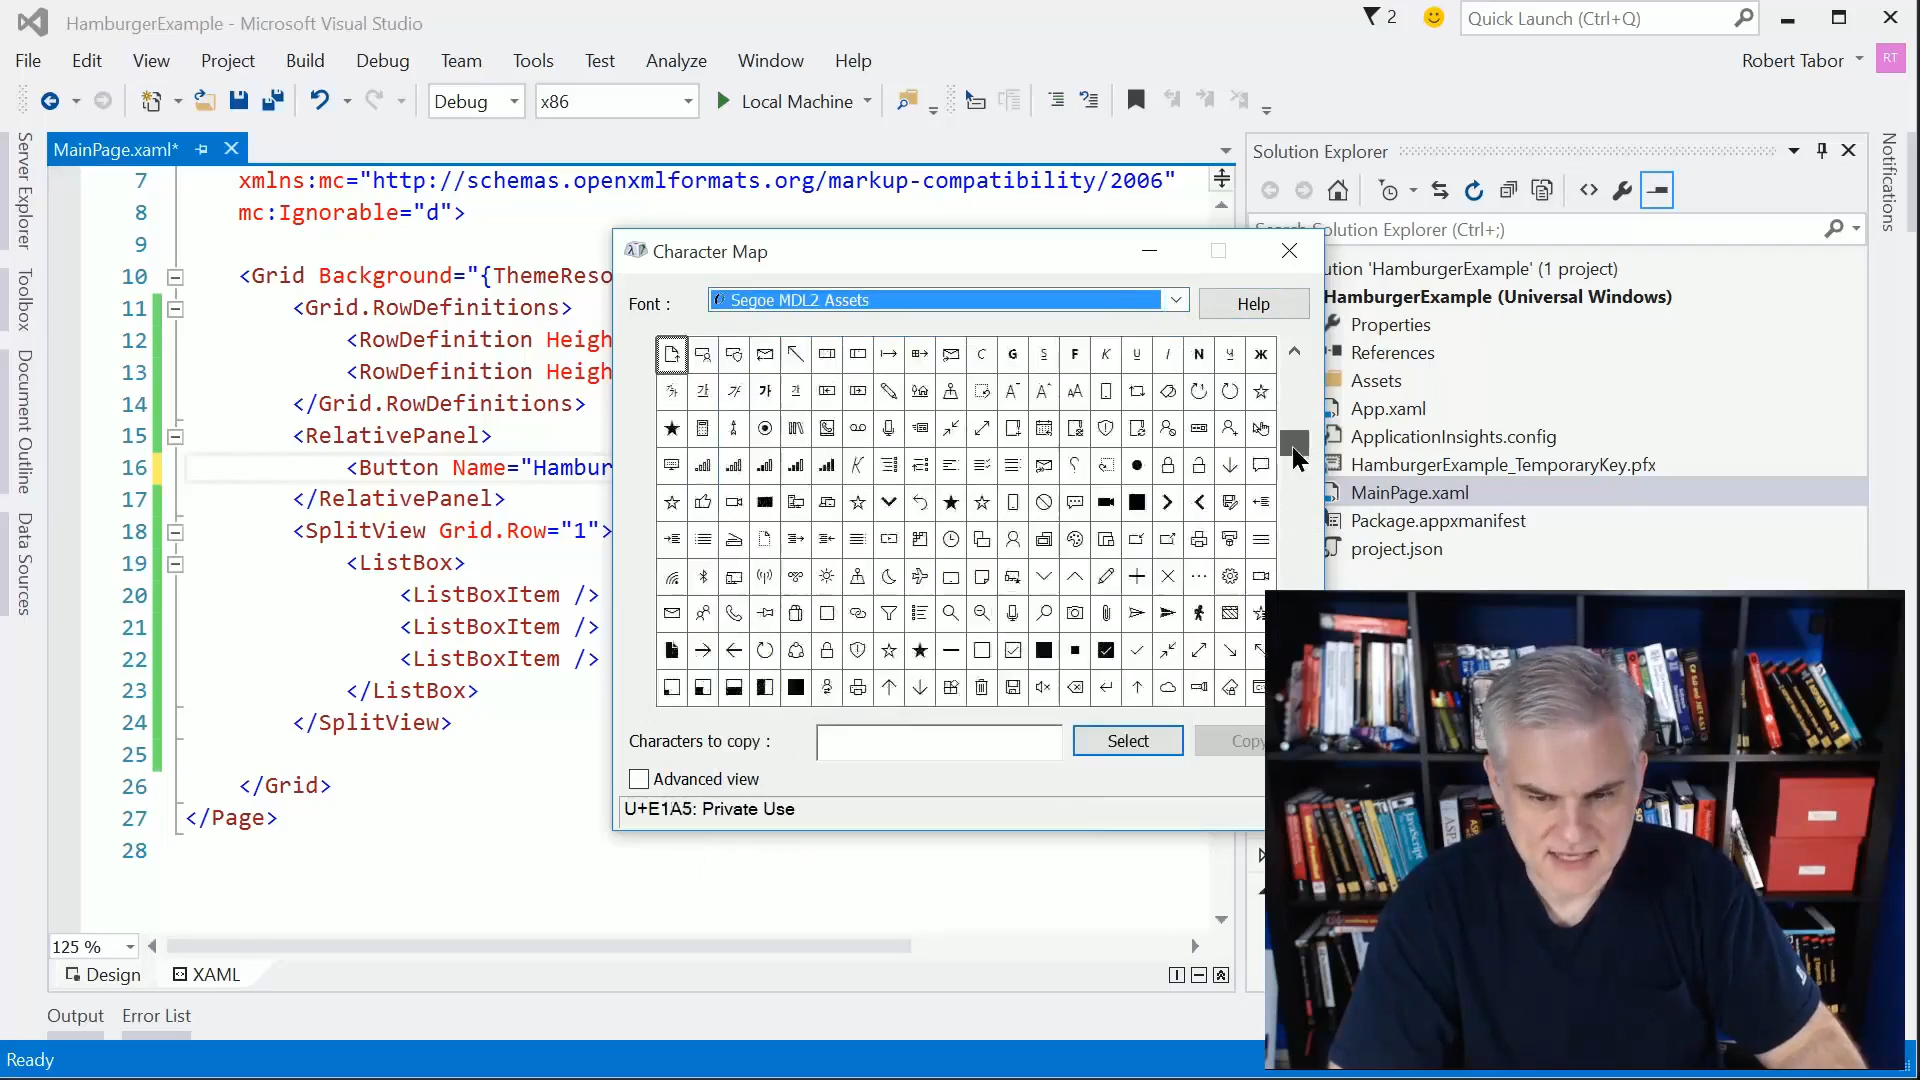 HamburgerExample - Microsoft Visual Studio
2
Quick Launch (Ctrl+Q)
File Edit View Project Build Debug Team Tools Test Analyze Window Help
Robert Tabor
RT
Debug
x86
Local Machine
Server Explorer
Toolbox
Document Outline
Data Sources
MainPage.xaml*
7 xmlns:mc="http://schemas.openxmlformats.org/markup-compatibility/2006"
8 mc:Ignorable="d">
9
10 <Grid Background="{ThemeReso
11 <Grid.RowDefinitions>
12 <RowDefinition Heigh
13 <RowDefinition Heigh
14 </Grid.RowDefinitions>
15 <RelativePanel>
16 <Button Name="Hambur
17 </RelativePanel>
18 <SplitView Grid.Row="1">
19 <ListBox>
20 <ListBoxItem />
21 <ListBoxItem />
22 <ListBoxItem />
23 </ListBox>
24 </SplitView>
25
26 </Grid>
27 </Page>
28
125 %
Design
XAML
Output Error List
Ready
Character Map
Font :
Segoe MDL2 Assets
Help
Characters to copy :
Select
Copy
Advanced view
U+E1A5: Private Use
Solution Explorer
Solution Explorer (Ctrl+;)
ution 'HamburgerExample' (1 project)
HamburgerExample (Universal Windows)
Properties
References
Assets
App.xaml
ApplicationInsights.config
HamburgerExample_TemporaryKey.pfx
MainPage.xaml
Package.appxmanifest
project.json
Notifications